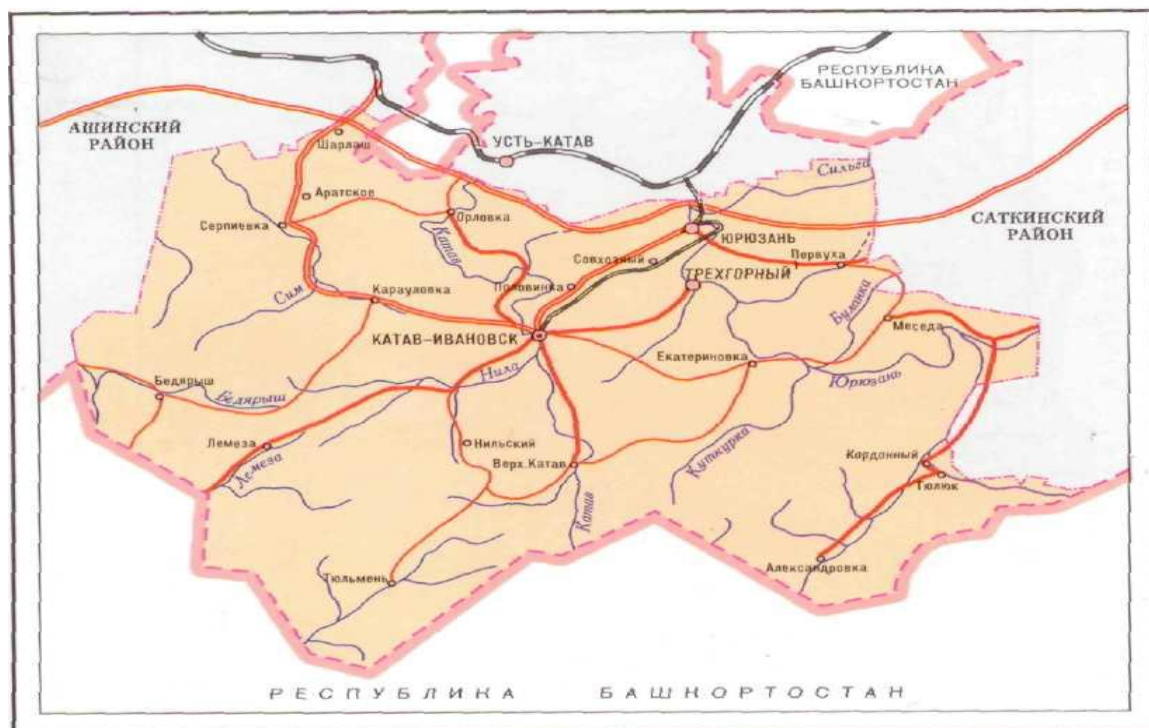 РЕСПУБЛИКА
БАШКОРТОСТАН
АШИНСКИЙ
РАЙОН
Шарлаш
УСТЬ-КАТАВ
Сильга
Аратское
Серпиевка
Орловка
Катав
САТКИНСКИЙ
РАЙОН
ЮРЮЗАНЬ
Совхозный
Первуха
ТРЕХГОРНЫЙ
Половинка
Сим
Карауловка
Буланка
Меседа
КАТАВ-ИВАНОВСК
Екатериновка
Ниха
Юрюзань
Бедярыш
Бедярыш
Лемеза
Лемеза
Нильский
Верх.Катав
Куткурка
Кордонный
Тюлюк
Катав
Александровка
Тюльмень
РЕСПУБЛИКА БАШКОРТОСТАН